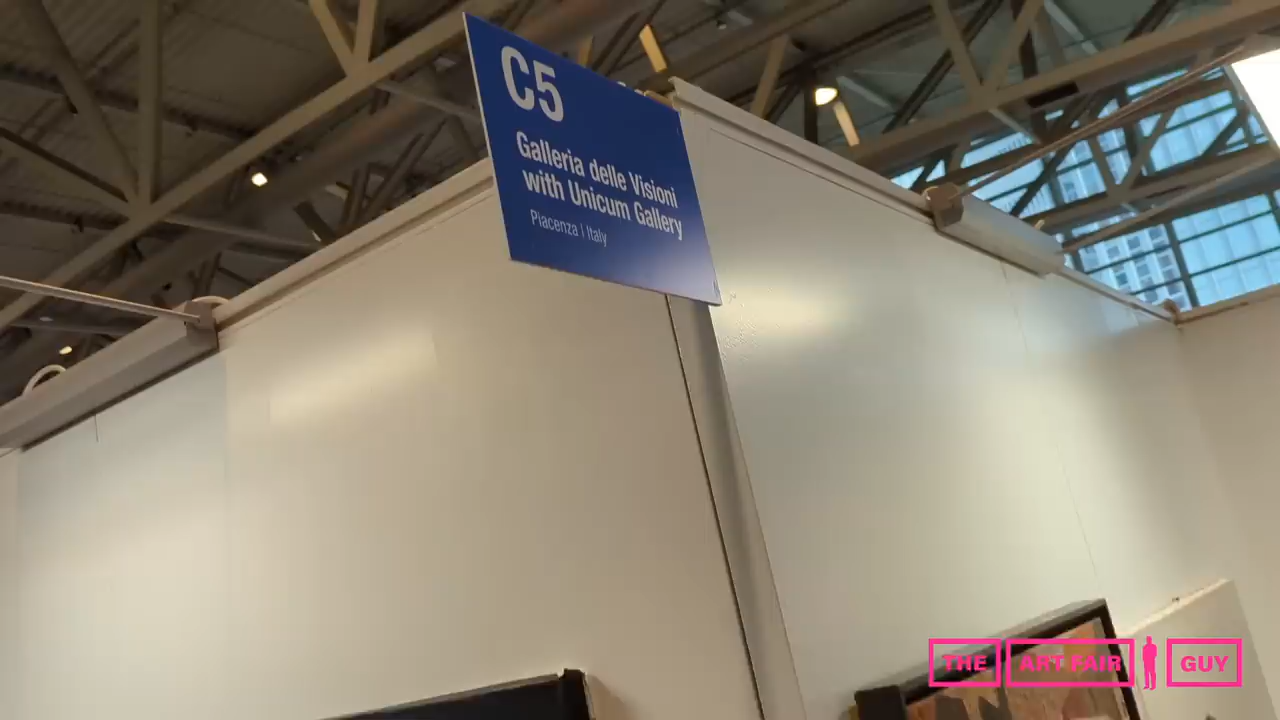 C5
Galleria delle Visioni
with Unicum Gallery
Piacenza | Italy
THE ART FAIR GUY